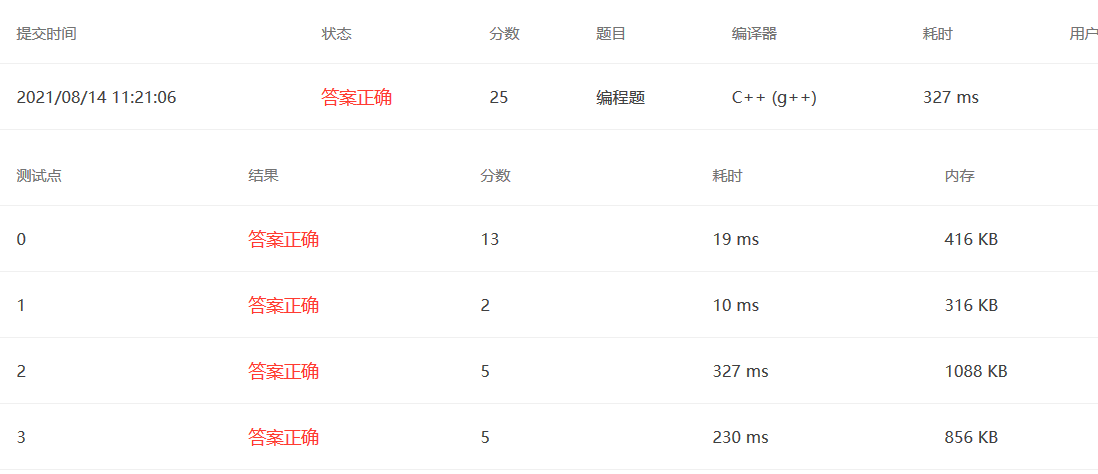 提交时间 状态 分数 题目 编译器 耗时 用户
2021/08/14 11:21:06 答案正确 25 编程题 C++ (g++) 327 ms
测试点 结果 分数 耗时 内存
0 答案正确 13 19 ms 416 KB
1 答案正确 2 10 ms 316 KB
2 答案正确 5 327 ms 1088 KB
3 答案正确 5 230 ms 856 KB